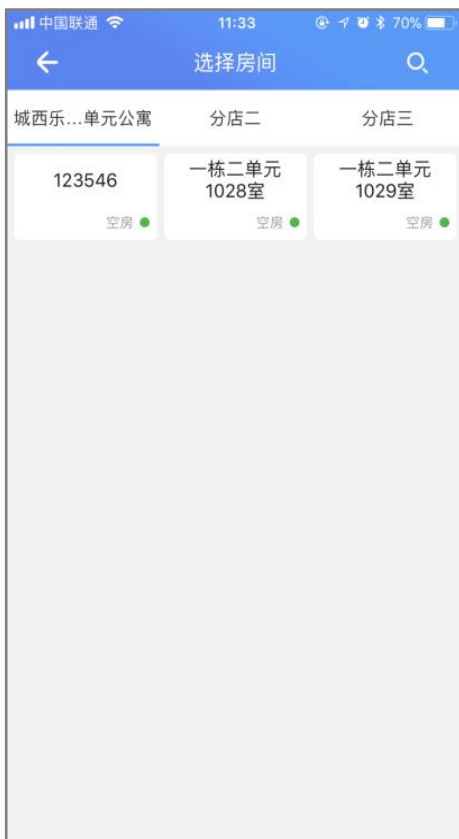 中国联通 11:33 70%
选择房间
城西乐...单元公寓 分店二 分店三
123546
空房
一栋二单元
1028室
空房
一栋二单元
1029室
空房